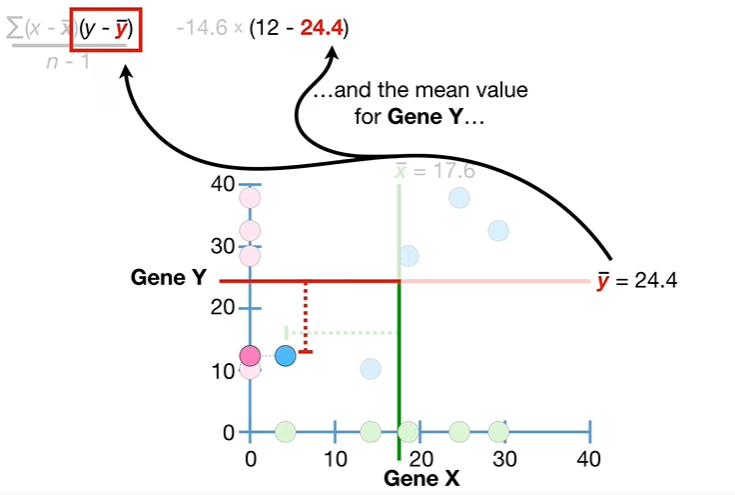 ∑(x - x̄)(y - ȳ)
n - 1
-14.6 × (12 - 24.4)
…and the mean value
for Gene Y…
x̄ = 17.6
40
30
Gene Y
ȳ = 24.4
20
10
0
0 10 20 30 40
Gene X